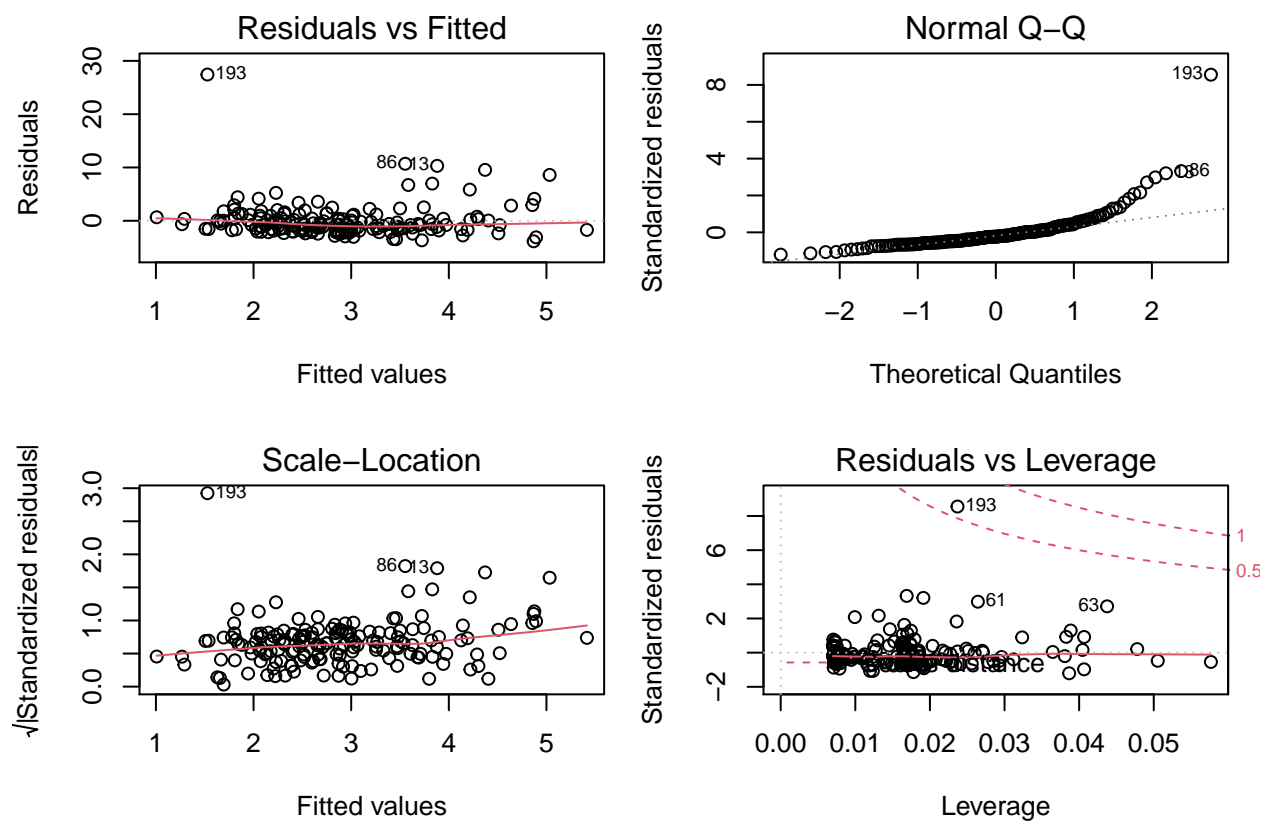 Residuals vs Fitted
Residuals
30
20
10
0
193
86
13
1 2 3 4 5
Fitted values
Normal Q−Q
Standardized residuals
8
4
0
193
86
−2 −1 0 1 2
Theoretical Quantiles
Scale−Location
√|Standardized residuals|
3.0
2.0
1.0
0.0
193
86
13
1 2 3 4 5
Fitted values
Residuals vs Leverage
Standardized residuals
6
2
−2
193
61
63
1
0.5
0.00 0.01 0.02 0.03 0.04 0.05
Leverage